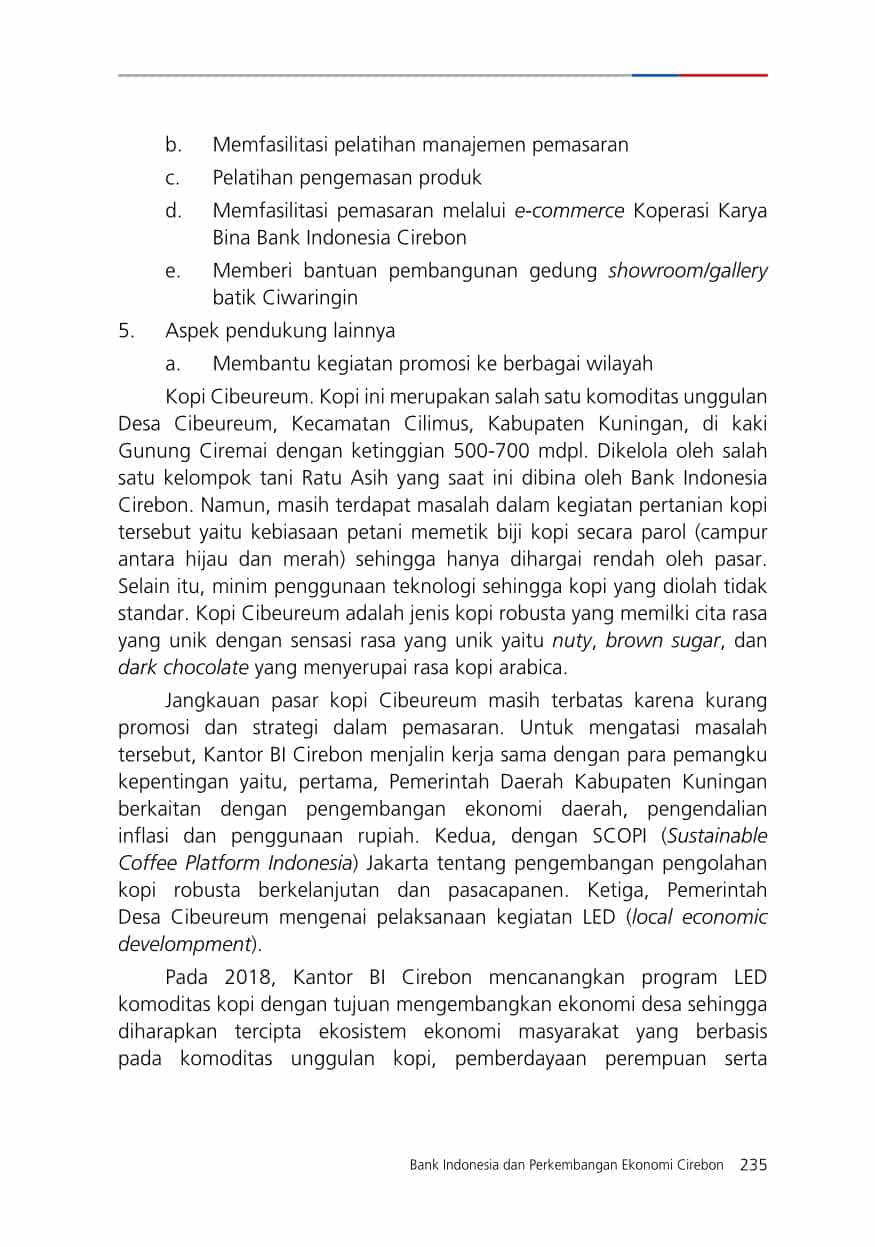 b. Memfasilitasi pelatihan manajemen pemasaran
c. Pelatihan pengemasan produk
d. Memfasilitasi pemasaran melalui e-commerce Koperasi Karya
Bina Bank Indonesia Cirebon
e. Memberi bantuan pembangunan gedung showroom/gallery
batik Ciwaringin
5. Aspek pendukung lainnya
a. Membantu kegiatan promosi ke berbagai wilayah
Kopi Cibeureum. Kopi ini merupakan salah satu komoditas unggulan
Desa Cibeureum, Kecamatan Cilimus, Kabupaten Kuningan, di kaki
Gunung Ciremai dengan ketinggian 500-700 mdpl. Dikelola oleh salah
satu kelompok tani Ratu Asih yang saat ini dibina oleh Bank Indonesia
Cirebon. Namun, masih terdapat masalah dalam kegiatan pertanian kopi
tersebut yaitu kebiasaan petani memetik biji kopi secara parol (campur
antara hijau dan merah) sehingga hanya dihargai rendah oleh pasar.
Selain itu, minim penggunaan teknologi sehingga kopi yang diolah tidak
standar. Kopi Cibeureum adalah jenis kopi robusta yang memilki cita rasa
yang unik dengan sensasi rasa yang unik yaitu nuty, brown sugar, dan
dark chocolate yang menyerupai rasa kopi arabica.
Jangkauan pasar kopi Cibeureum masih terbatas karena kurang
promosi dan strategi dalam pemasaran. Untuk mengatasi masalah
tersebut, Kantor BI Cirebon menjalin kerja sama dengan para pemangku
kepentingan yaitu, pertama, Pemerintah Daerah Kabupaten Kuningan
berkaitan dengan pengembangan ekonomi daerah, pengendalian
inflasi dan penggunaan rupiah. Kedua, dengan SCOPI (Sustainable
Coffee Platform Indonesia) Jakarta tentang pengembangan pengolahan
kopi robusta berkelanjutan dan pasacapanen. Ketiga, Pemerintah
Desa Cibeureum mengenai pelaksanaan kegiatan LED (local economic
develompment).
Pada 2018, Kantor BI Cirebon mencanangkan program LED
komoditas kopi dengan tujuan mengembangkan ekonomi desa sehingga
diharapkan tercipta ekosistem ekonomi masyarakat yang berbasis
pada komoditas unggulan kopi, pemberdayaan perempuan serta
Bank Indonesia dan Perkembangan Ekonomi Cirebon 235